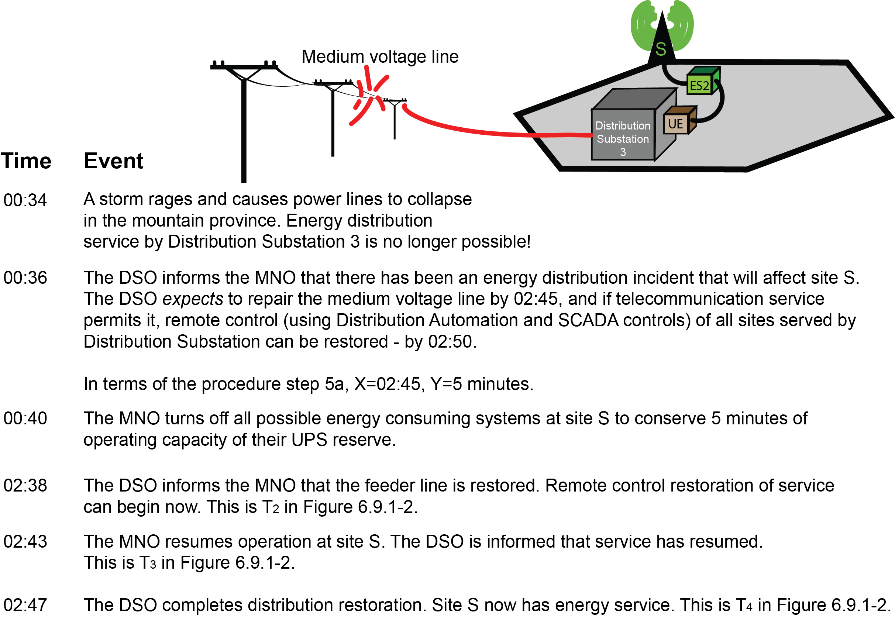 Medium voltage line
S
ES2
UE
Distribution
Substation
3
Time Event
00:34 A storm rages and causes power lines to collapse
in the mountain province. Energy distribution
service by Distribution Substation 3 is no longer possible!
00:36 The DSO informs the MNO that there has been an energy distribution incident that will affect site S.
The DSO expects to repair the medium voltage line by 02:45, and if telecommunication service
permits it, remote control (using Distribution Automation and SCADA controls) of all sites served by
Distribution Substation can be restored - by 02:50.
In terms of the procedure step 5a, X=02:45, Y=5 minutes.
00:40 The MNO turns off all possible energy consuming systems at site S to conserve 5 minutes of
operating capacity of their UPS reserve.
02:38 The DSO informs the MNO that the feeder line is restored. Remote control restoration of service
can begin now. This is T2 in Figure 6.9.1-2.
02:43 The MNO resumes operation at site S. The DSO is informed that service has resumed.
This is T3 in Figure 6.9.1-2.
02:47 The DSO completes distribution restoration. Site S now has energy service. This is T4 in Figure 6.9.1-2.